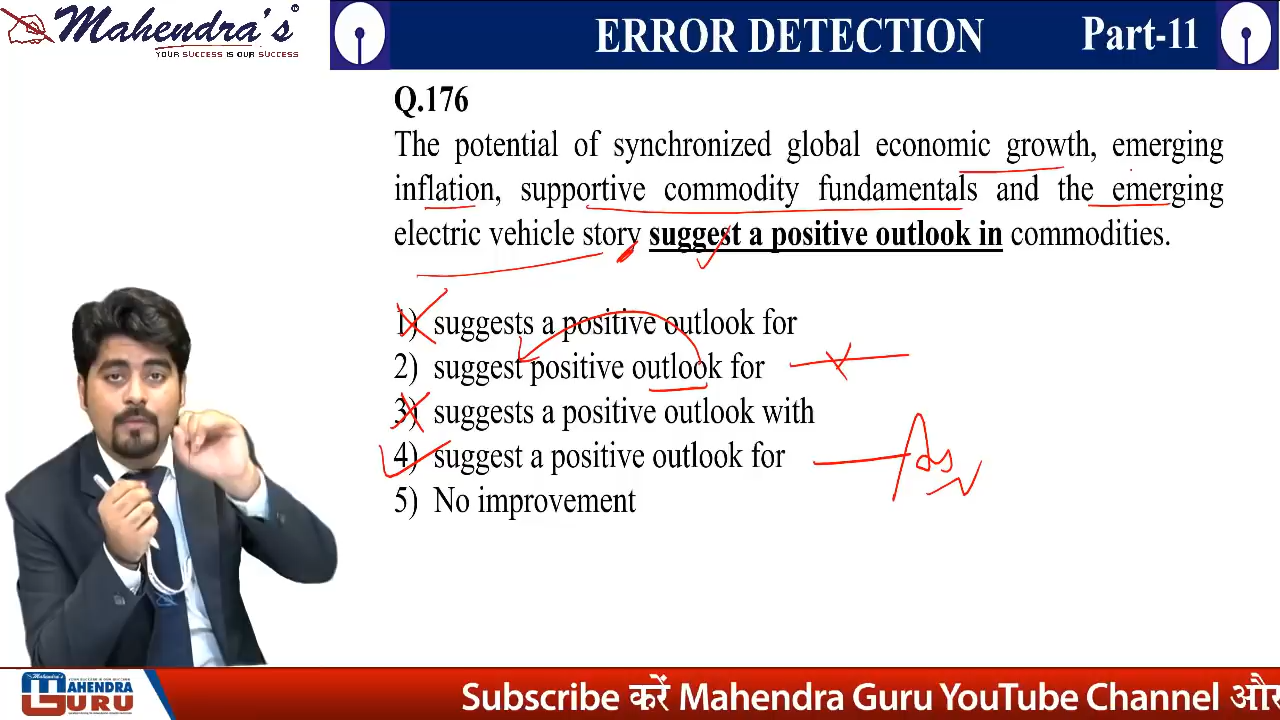 Mahendra's
YOUR SUCCESS IS OUR SUCCESS
ERROR DETECTION
Part-11
Q.176
The potential of synchronized global economic growth, emerging
inflation, supportive commodity fundamentals and the emerging
electric vehicle story suggest a positive outlook in commodities.
1) suggests a positive outlook for
2) suggest positive outlook for
3) suggests a positive outlook with
4) suggest a positive outlook for
Ans
5) No improvement
MAHENDRA
GURU
Subscribe करें Mahendra Guru YouTube Channel और